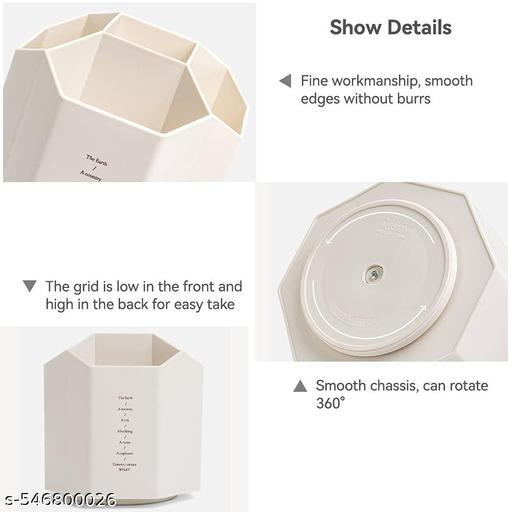 Show Details
Fine workmanship, smooth
edges without burrs
The Earth
/
A country
The grid is low in the front and
high in the back for easy take
Smooth chassis, can rotate
360°
The Earth
/
A country
/
A city
/
A building
/
A room
/
A cupboard
/
s-546800026